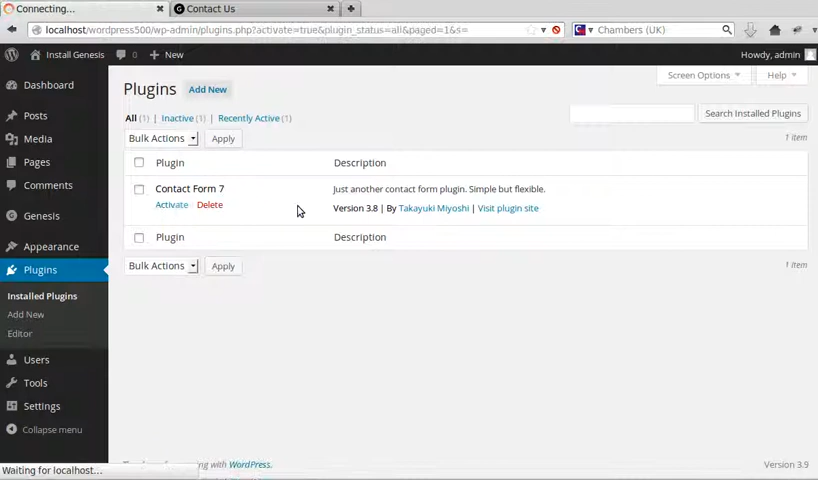 Connecting...
Contact Us
localhost/wordpress500/wp-admin/plugins.php?activate=true&plugin_status=all&paged=1&s=
Chambers (UK)
Install Genesis
0
New
Howdy, admin
Dashboard
Posts
Media
Pages
Comments
Genesis
Appearance
Plugins
Installed Plugins
Add New
Editor
Users
Tools
Settings
Collapse menu
Screen Options
Help
Plugins Add New
All (1) | Inactive (1) | Recently Active (1)
Search Installed Plugins
Bulk Actions Apply
1 item
Plugin Description
Contact Form 7 Just another contact form plugin. Simple but flexible.
Activate Delete Version 3.8 | By Takayuki Miyoshi | Visit plugin site
Plugin Description
Bulk Actions Apply
1 item
with WordPress.
Version 3.9
Waiting for localhost...